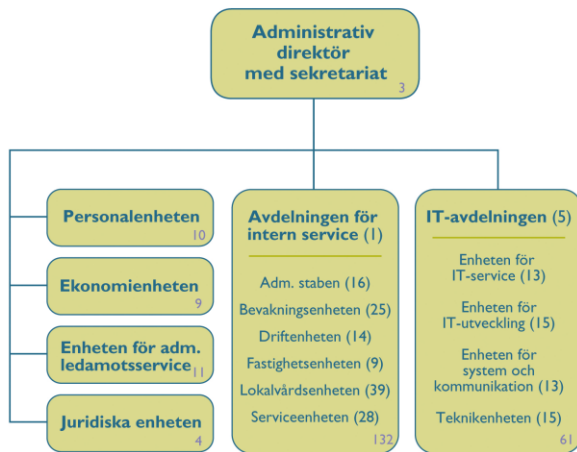 Administrativ
direktör
med sekretariat
3
Personalenheten
10
Ekonomienheten
9
Enheten för adm.
ledamotsservice
11
Juridiska enheten
4
Avdelningen för
intern service (1)
Adm. staben (16)
Bevakningsenheten (25)
Driftenheten (14)
Fastighetsenheten (9)
Lokalvårdsenheten (39)
Serviceenheten (28)
132
IT-avdelningen (5)
Enheten för
IT-service (13)
Enheten för
IT-utveckling (15)
Enheten för
system och
kommunikation (13)
Teknikenheten (15)
61